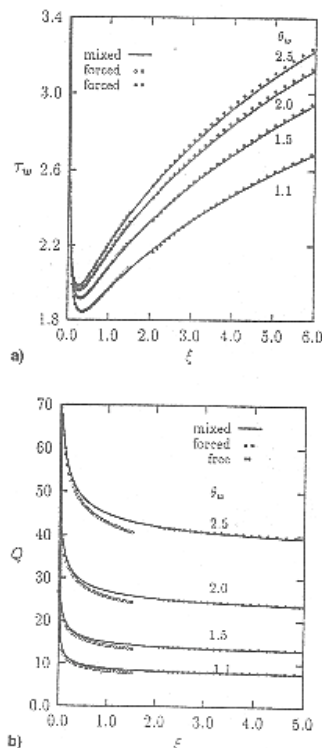 3.4
mixed
forced
forced
θw
2.5
3.0
2.0
2.6
1.5
τw
1.1
2.2
1.8
0.0 1.0 2.0 3.0 4.0 5.0 6.0
a) ξ
70
mixed
60
forced
free
50
θw
2.5
40
Q
30
2.0
20
1.5
10
1.1
0.0
0.0 1.0 2.0 3.0 4.0 5.0
b) ξ